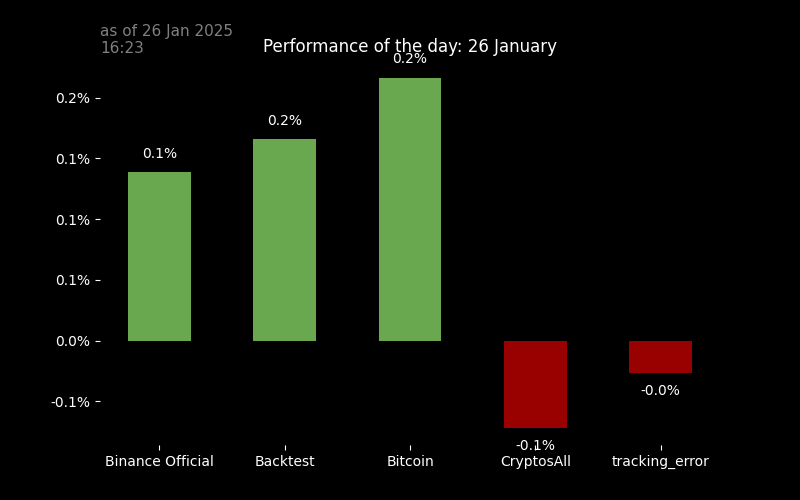 as of 26 Jan 2025
16:23
Performance of the day: 26 January
0.2%
0.2%
0.2%
0.1%
0.1%
0.1%
0.1%
0.0%
-0.0%
-0.1%
-0.1%
Binance Official
Backtest
Bitcoin
CryptosAll
tracking_error